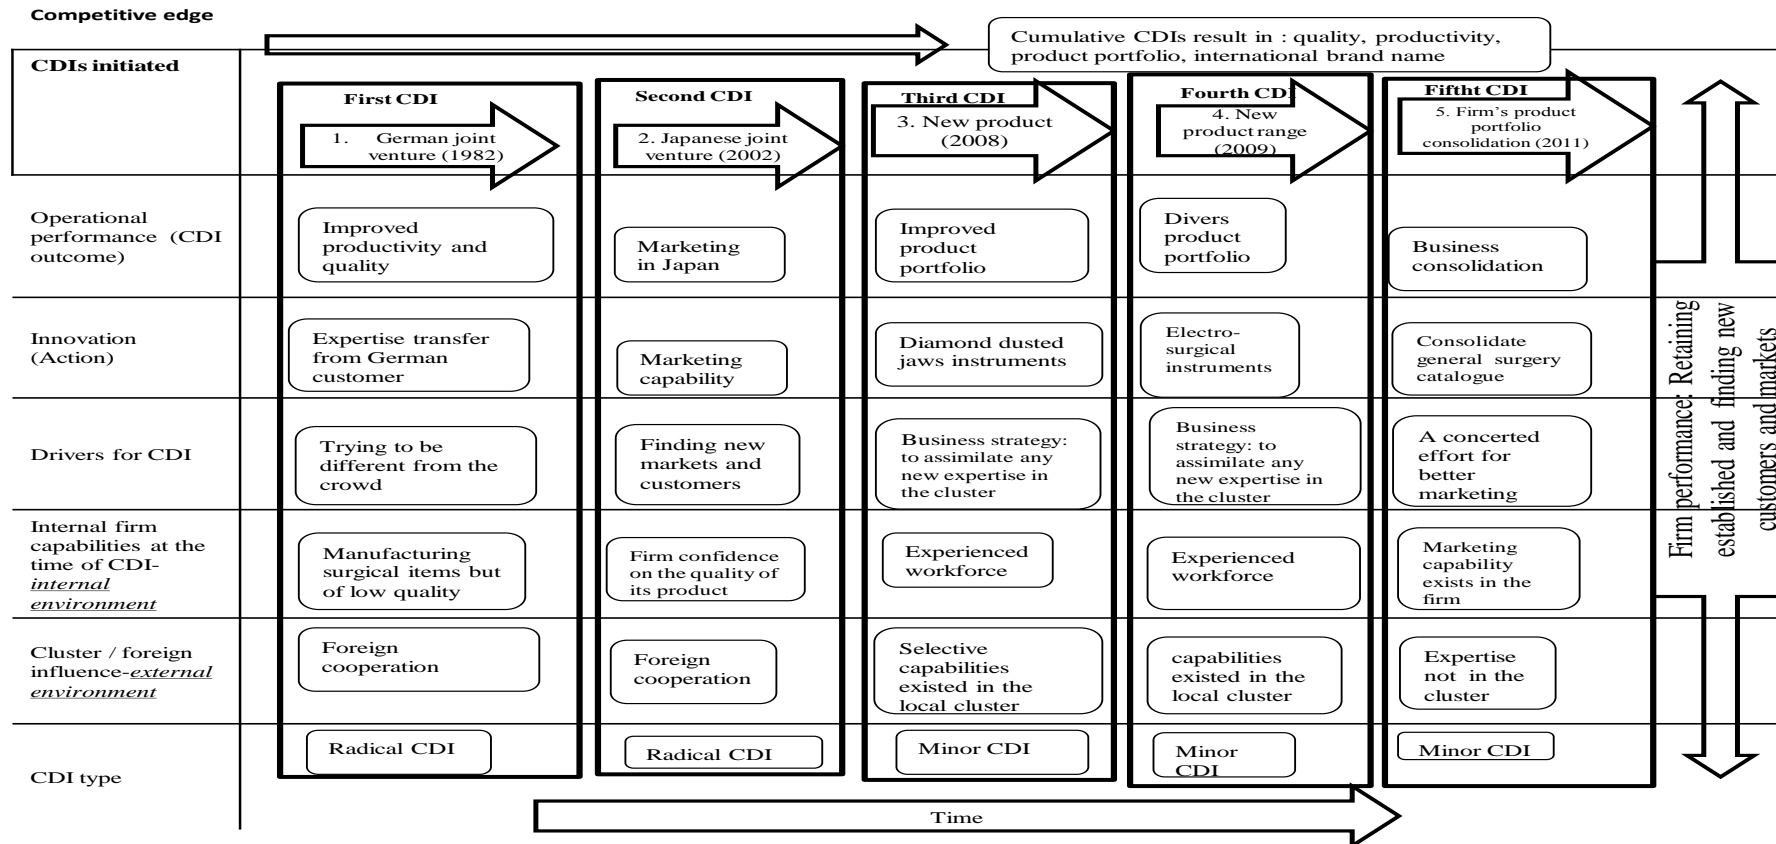 Competitive edge
Cumulative CDIs result in : quality, productivity,
product portfolio, international brand name
CDIs initiated
First CDI
1. German joint
venture (1982)
Second CDI
2. Japanese joint
venture (2002)
Third CDI
3. New product
(2008)
Fourth CDI
4. New
product range
(2009)
Fiftht CDI
5. Firm's product
portfolio
consolidation (2011)
Operational
performance (CDI
outcome)
Improved
productivity and
quality
Marketing
in Japan
Improved
product
portfolio
Divers
product
portfolio
Business
consolidation
Innovation
(Action)
Expertise transfer
from German
customer
Marketing
capability
Diamond dusted
jaws instruments
Electro-
surgical
instruments
Consolidate
general surgery
catalogue
Drivers for CDI
Trying to be
different from the
crowd
Finding new
markets and
customers
Business strategy:
to assimilate any
new expertise in
the cluster
Business
strategy: to
assimilate any
new expertise in
the cluster
A concerted
effort for
better
marketing
Internal firm
capabilities at the
time of CDI-
internal
environment
Manufacturing
surgical items but
of low quality
Firm confidence
on the quality of
its product
Experienced
workforce
Experienced
workforce
Marketing
capability
exists in the
firm
Cluster / foreign
influence-external
environment
Foreign
cooperation
Foreign
cooperation
Selective
capabilities
existed in the
local cluster
capabilities
existed in the
local cluster
Expertise
not in the
cluster
CDI type
Radical CDI
Radical CDI
Minor CDI
Minor
CDI
Minor CDI
Time
Firm performance: Retaining
established and finding new
customers and markets